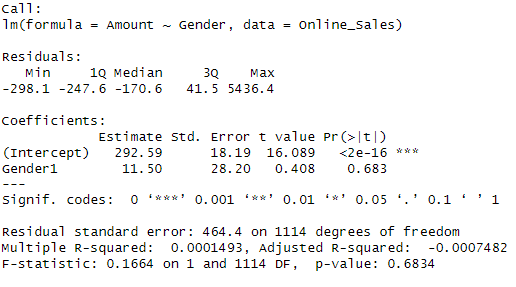 Call:
lm(formula = Amount ~ Gender, data = Online_Sales)
Residuals:
Min 1Q Median 3Q Max
-298.1 -247.6 -170.6 41.5 5436.4
Coefficients:
Estimate Std. Error t value Pr(>|t|)
(Intercept) 292.59 18.19 16.089 <2e-16 ***
Gender1 11.50 28.20 0.408 0.683
---
Signif. codes: 0 ‘***’ 0.001 ‘**’ 0.01 ‘*’ 0.05 ‘.’ 0.1 ‘ ’ 1
Residual standard error: 464.4 on 1114 degrees of freedom
Multiple R-squared: 0.0001493, Adjusted R-squared: -0.0007482
F-statistic: 0.1664 on 1 and 1114 DF, p-value: 0.6834